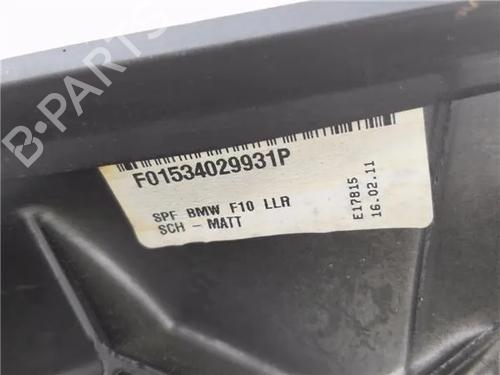 B-PARTS
F01534029931P
SPF BMW F10 LLR
SCH - MATT
E17815
16.02.11